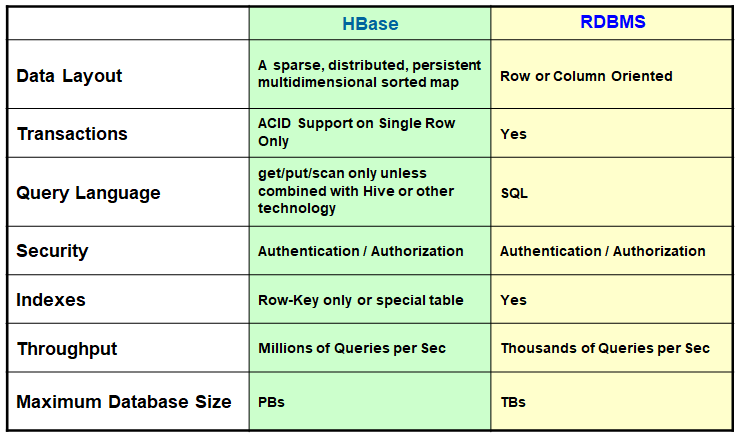 HBase
RDBMS
Data Layout
A sparse, distributed, persistent
multidimensional sorted map
Row or Column Oriented
Transactions
ACID Support on Single Row
Only
Yes
Query Language
get/put/scan only unless
combined with Hive or other
technology
SQL
Security
Authentication / Authorization
Authentication / Authorization
Indexes
Row-Key only or special table
Yes
Throughput
Millions of Queries per Sec
Thousands of Queries per Sec
Maximum Database Size
PBs
TBs